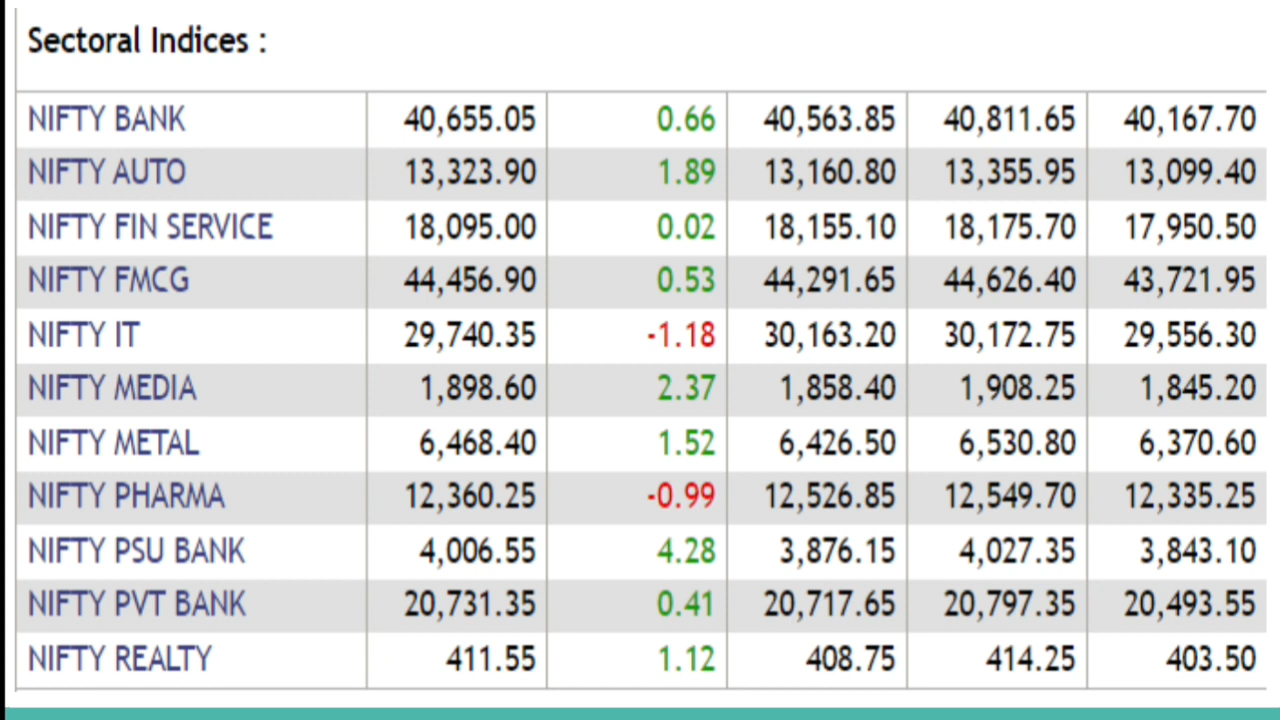 Sectoral Indices :
NIFTY BANK 40,655.05 0.66 40,563.85 40,811.65 40,167.70
NIFTY AUTO 13,323.90 1.89 13,160.80 13,355.95 13,099.40
NIFTY FIN SERVICE 18,095.00 0.02 18,155.10 18,175.70 17,950.50
NIFTY FMCG 44,456.90 0.53 44,291.65 44,626.40 43,721.95
NIFTY IT 29,740.35 -1.18 30,163.20 30,172.75 29,556.30
NIFTY MEDIA 1,898.60 2.37 1,858.40 1,908.25 1,845.20
NIFTY METAL 6,468.40 1.52 6,426.50 6,530.80 6,370.60
NIFTY PHARMA 12,360.25 -0.99 12,526.85 12,549.70 12,335.25
NIFTY PSU BANK 4,006.55 4.28 3,876.15 4,027.35 3,843.10
NIFTY PVT BANK 20,731.35 0.41 20,717.65 20,797.35 20,493.55
NIFTY REALTY 411.55 1.12 408.75 414.25 403.50